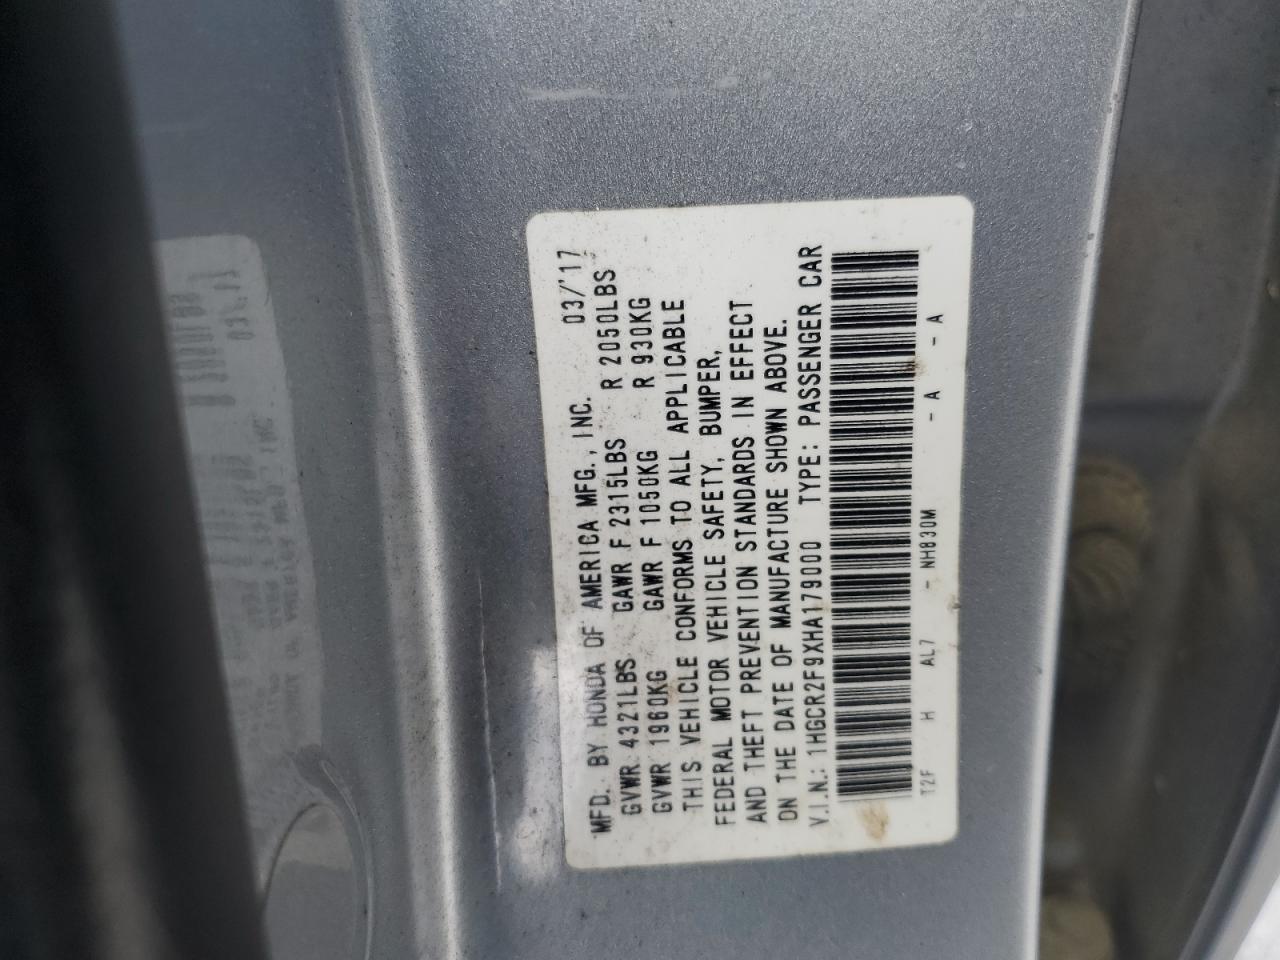 MFD. BY HONDA OF AMERICA MFG., INC. 03/'17
GVWR 4321LBS GAWR F 2315LBS R 2050LBS
GVWR 1960KG GAWR F 1050KG R 930KG
THIS VEHICLE CONFORMS TO ALL APPLICABLE
FEDERAL MOTOR VEHICLE SAFETY, BUMPER,
AND THEFT PREVENTION STANDARDS IN EFFECT
ON THE DATE OF MANUFACTURE SHOWN ABOVE.
V.I.N.: 1HGCR2F9XHA179000 TYPE: PASSENGER CAR
T2F H AL7 - NH830M - A - A